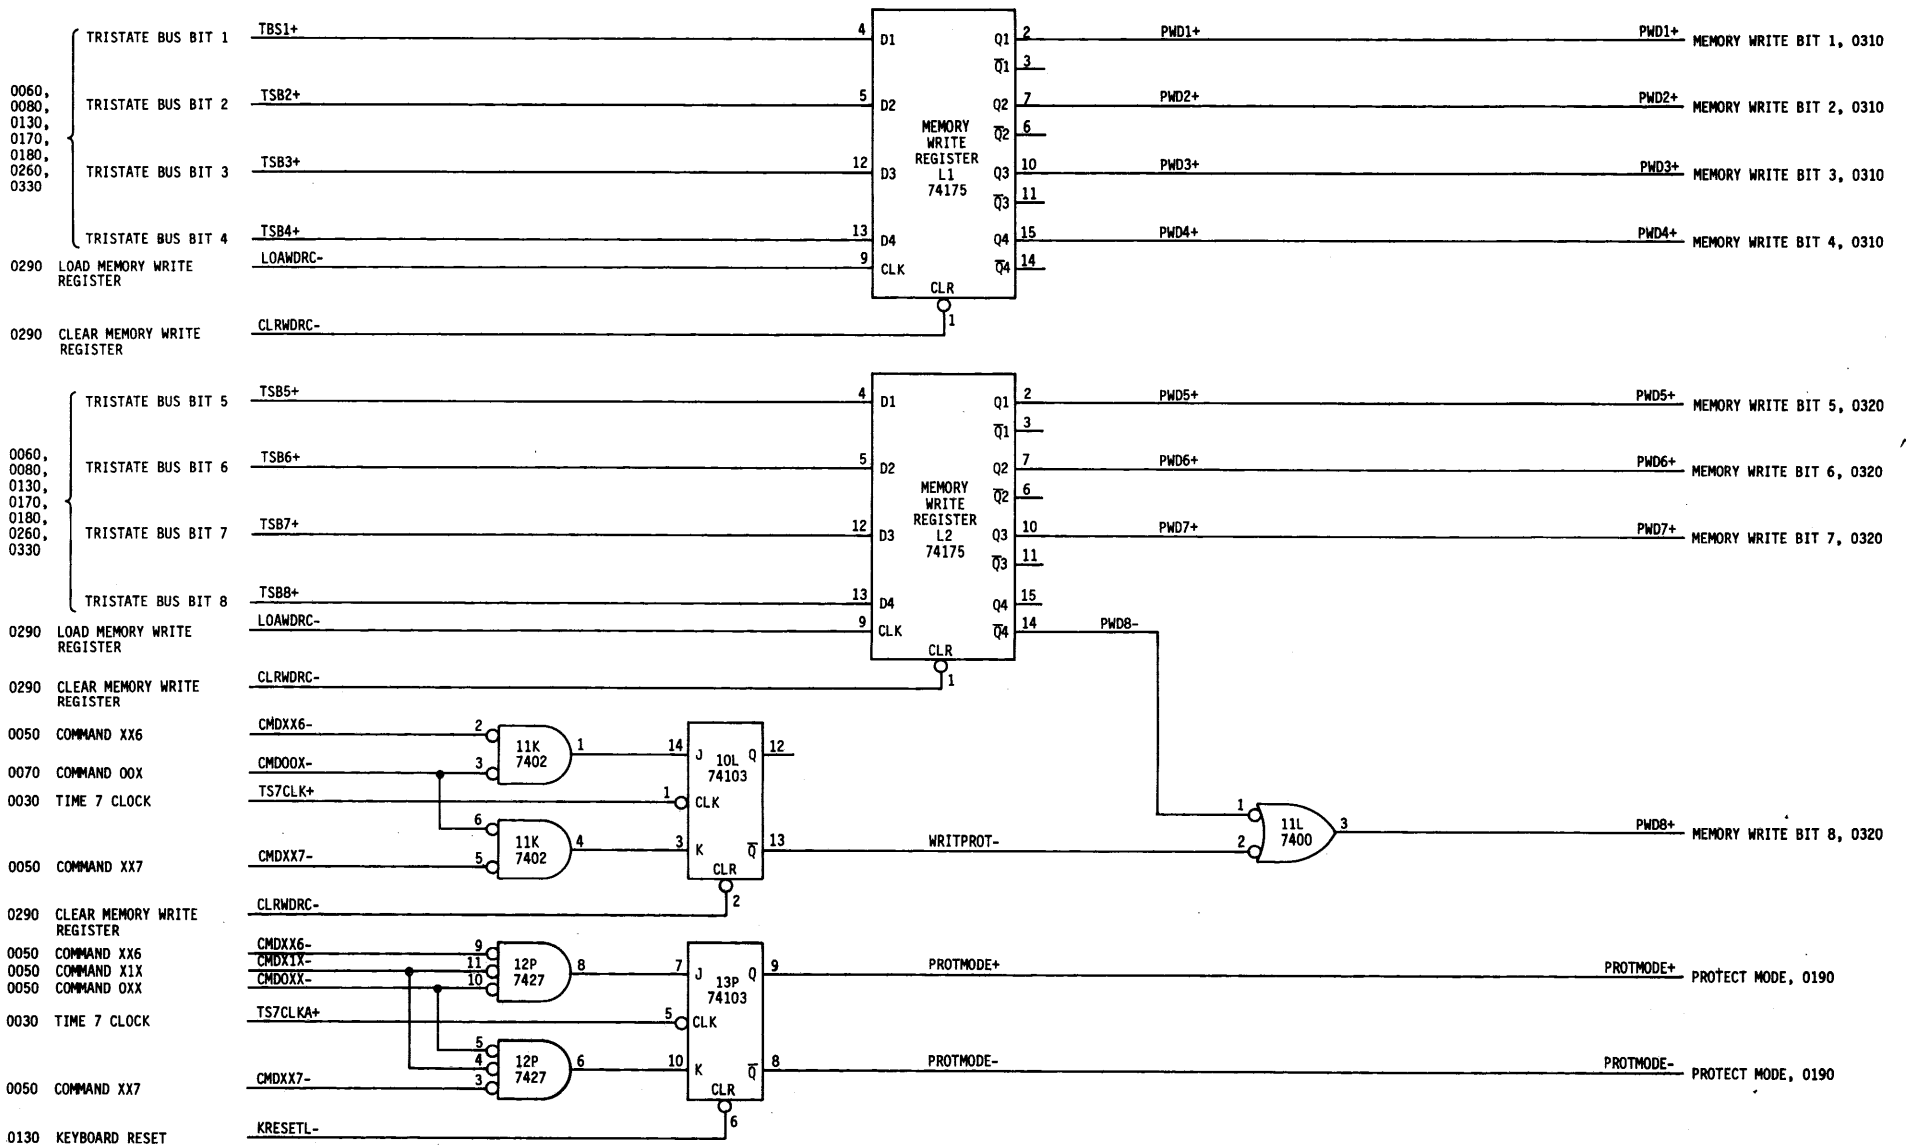 TRISTATE BUS BIT 1 TBS1+ 4 D1 Q1 2 PWD1+ PWD1+ MEMORY WRITE BIT 1, 0310
Q1 3
0060,
0080,
0130,
0170,
0180,
0260,
0330
TRISTATE BUS BIT 2 TSB2+ 5 D2 Q2 7 PWD2+ PWD2+ MEMORY WRITE BIT 2, 0310
Q2 6
MEMORY
WRITE
REGISTER
L1
74175
TRISTATE BUS BIT 3 TSB3+ 12 D3 Q3 10 PWD3+ PWD3+ MEMORY WRITE BIT 3, 0310
Q3 11
TRISTATE BUS BIT 4 TSB4+ 13 D4 Q4 15 PWD4+ PWD4+ MEMORY WRITE BIT 4, 0310
0290 LOAD MEMORY WRITE LOAWDRC- 9 CLK Q4 14
REGISTER
CLR
1
0290 CLEAR MEMORY WRITE CLRWDRC-
REGISTER
TRISTATE BUS BIT 5 TSB5+ 4 D1 Q1 2 PWD5+ PWD5+ MEMORY WRITE BIT 5, 0320
Q1 3
0060,
0080,
0130,
0170,
0180,
0260,
0330
TRISTATE BUS BIT 6 TSB6+ 5 D2 Q2 7 PWD6+ PWD6+ MEMORY WRITE BIT 6, 0320
Q2 6
MEMORY
WRITE
REGISTER
L2
74175
TRISTATE BUS BIT 7 TSB7+ 12 D3 Q3 10 PWD7+ PWD7+ MEMORY WRITE BIT 7, 0320
Q3 11
TRISTATE BUS BIT 8 TSB8+ 13 D4 Q4 15
0290 LOAD MEMORY WRITE LOAWDRC- 9 CLK Q4 14 PWD8-
REGISTER
CLR
1
0290 CLEAR MEMORY WRITE CLRWDRC-
REGISTER
0050 COMMAND XX6 CMDXX6- 2
11K
7402
1 14 J Q 12
10L
74103
0070 COMMAND 00X CMD00X- 3
0030 TIME 7 CLOCK TS7CLK+ 1 CLK
6
11K
7402
4 3 K Q 13 WRITPROT-
0050 COMMAND XX7 CMDXX7- 5
CLR
2
1
2
11L
7400
3 PWD8+ MEMORY WRITE BIT 8, 0320
0290 CLEAR MEMORY WRITE CLRWDRC-
REGISTER
0050 COMMAND XX6 CMDXX6- 9
0050 COMMAND X1X CMDX1X- 11
0050 COMMAND 0XX CMD0XX- 10
12P
7427
8 7 J Q 9 PROTMODE+ PROTMODE+ PROTECT MODE, 0190
13P
74103
0030 TIME 7 CLOCK TS7CLKA+ 5 CLK
5
4
12P
7427
6 10 K Q 8 PROTMODE- PROTMODE- PROTECT MODE, 0190
0050 COMMAND XX7 CMDXX7- 3
CLR
6
0130 KEYBOARD RESET KRESETL-